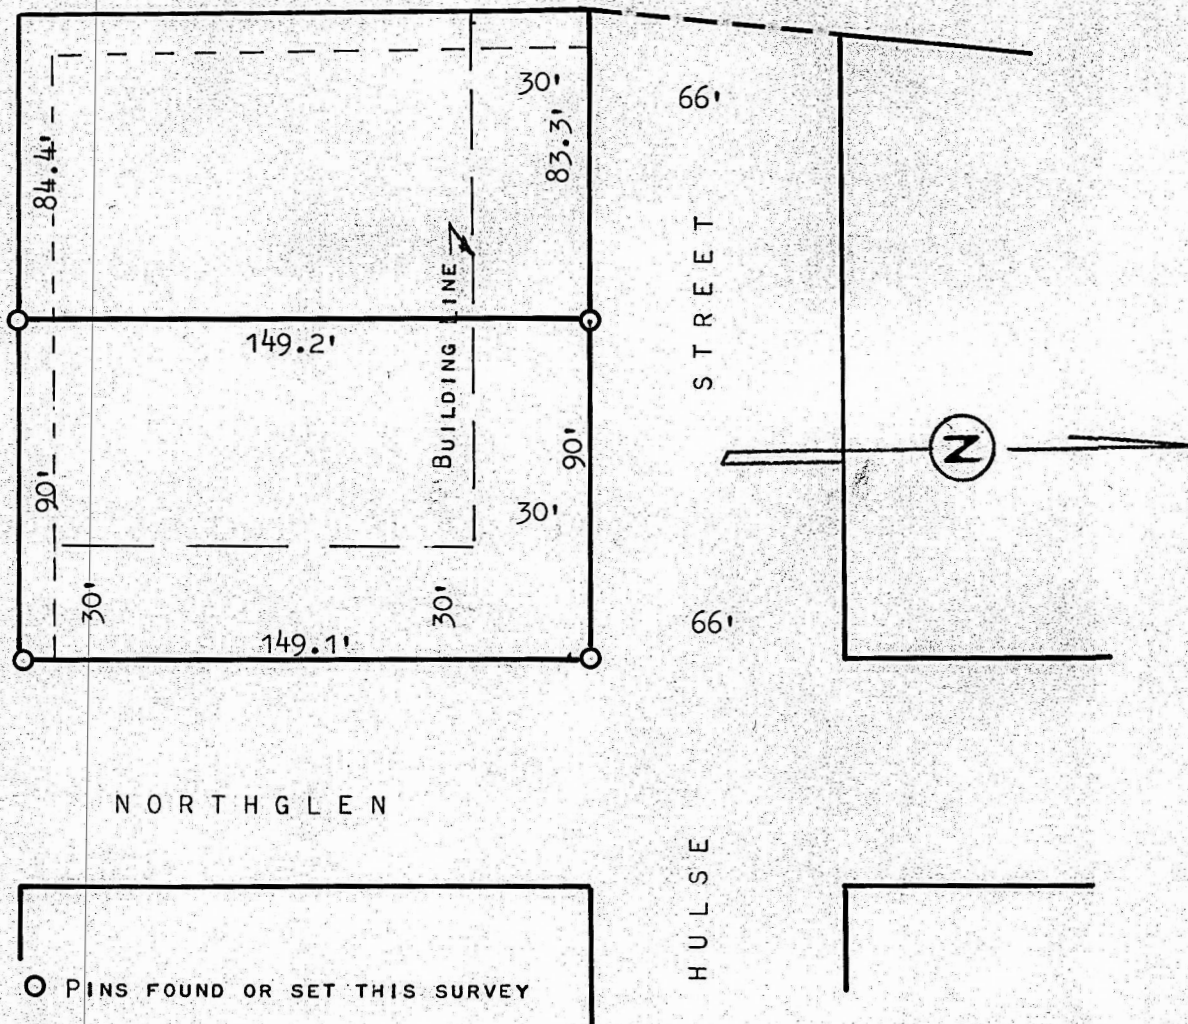 30'
66'
84.4'
83.3'
STREET
149.2'
BUILDING LINE
N
90'
90'
30'
30'
30'
66'
149.1'
NORTHGLEN
HULSE
PINS FOUND OR SET THIS SURVEY